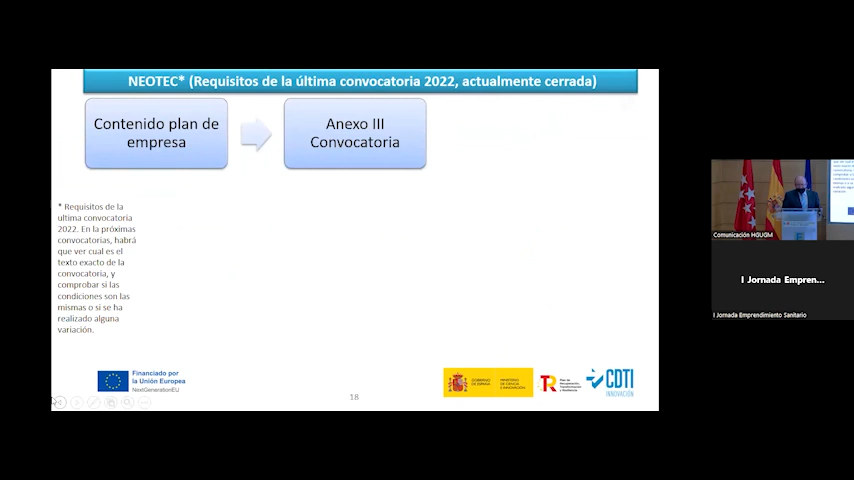 NEOTEC* (Requisitos de la última convocatoria 2022, actualmente cerrada)
Contenido plan de
empresa
Anexo III
Convocatoria
* Requisitos de la
ultima convocatoria
2022. En la próximas
convocatorias, habrá
que ver cual es el
texto exacto de la
convocatoria, y
comprobar si las
condiciones son las
mismas o si se ha
realizado alguna
variación.
Financiado por
la Unión Europea
NextGenerationEU
18
GOBIERNO
DE ESPAÑA
MINISTERIO
DE CIENCIA
E INNOVACIÓN
TR
Plan de
Recuperación,
Transformación
y Resiliencia
CDTI
INNOVACIÓN
Comunicación HGUGM
I Jornada Empren...
I Jornada Emprendimiento Sanitario